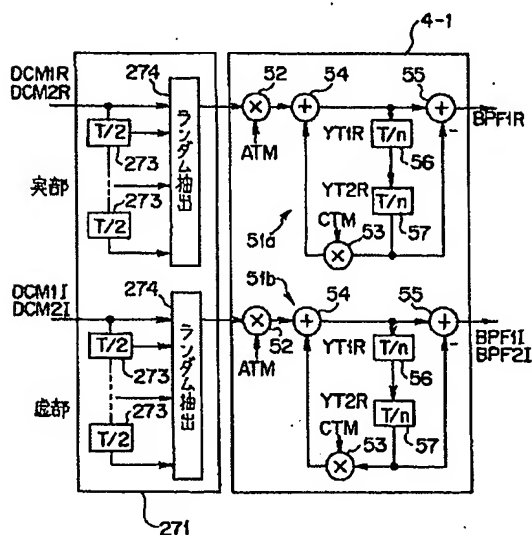 4-1
DCM1R
DCM2R
274
52
54
55
T/2
273
ランダム抽出
ATM
YT1R
T/n
56
BPF1R
実部
T/2
273
YT2R
T/n
57
CTM
53
51a
DCM1I
DCM2I
274
51b
54
55
T/2
273
ランダム抽出
52
ATM
YT1R
T/n
56
BPF1I
BPF2I
虚部
T/2
273
YT2R
T/n
57
CTM
53
271